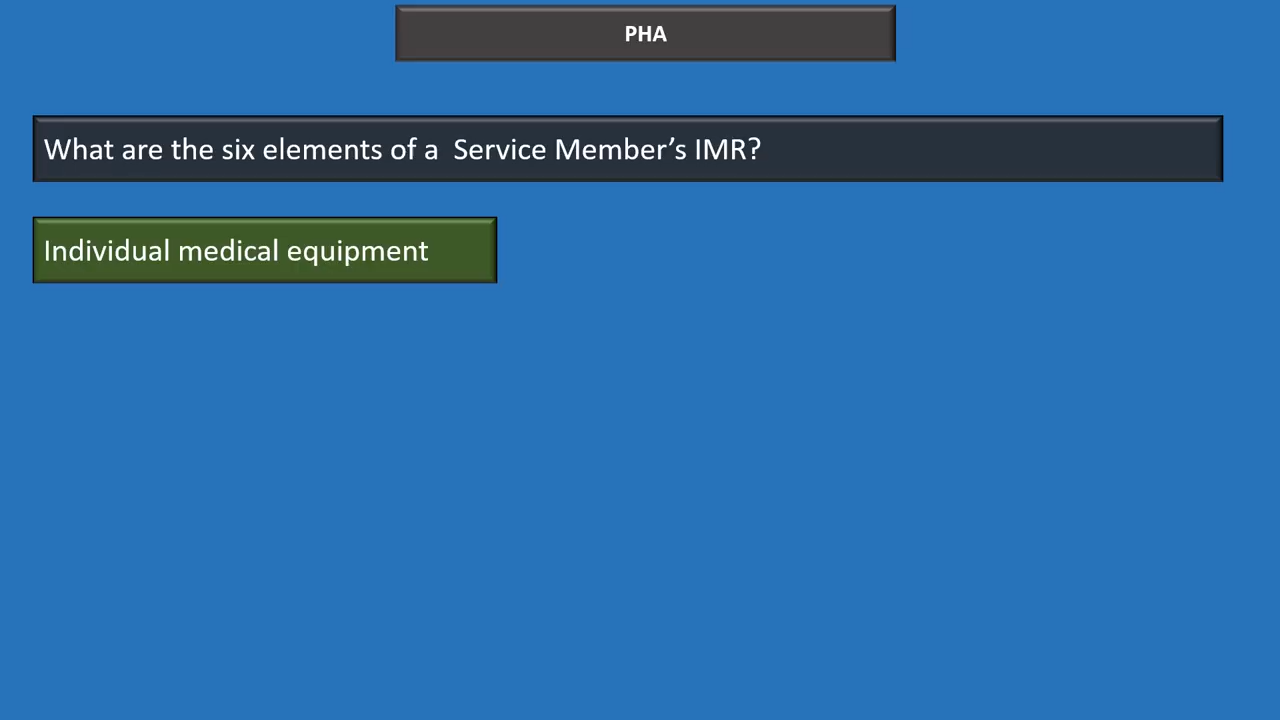 PHA
What are the six elements of a  Service Member’s IMR?
Individual medical equipment